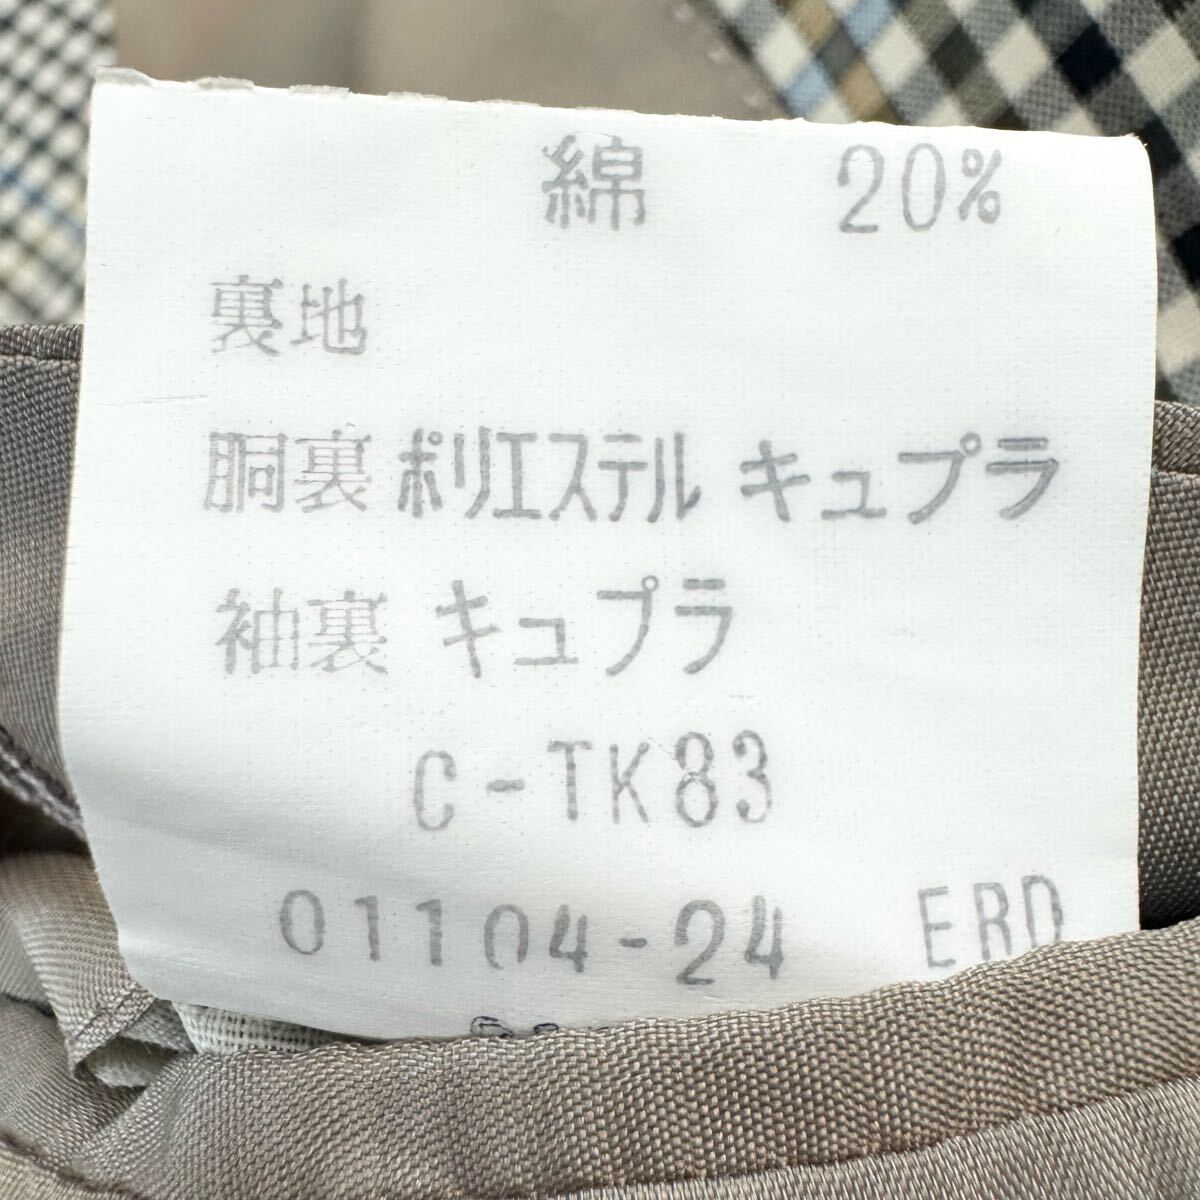 綿 20%
裏地
胴裏 ポリエステル キュプラ
袖裏 キュプラ
C-TK83
01104-24 ERD